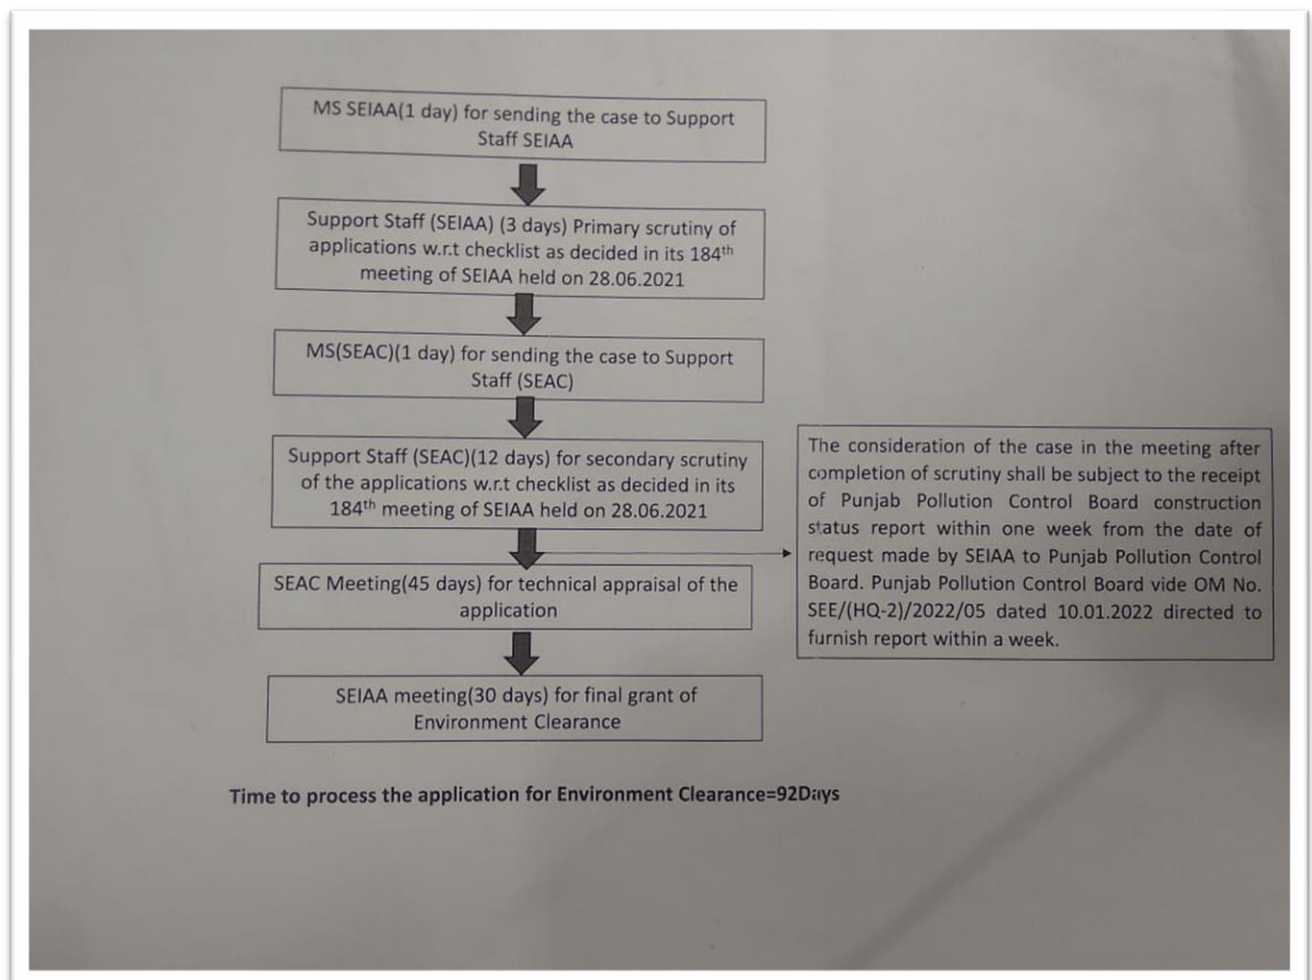 MS SEIAA(1 day) for sending the case to Support
Staff SEIAA
Support Staff (SEIAA) (3 days) Primary scrutiny of
applications w.r.t checklist as decided in its 184th
meeting of SEIAA held on 28.06.2021
MS(SEAC)(1 day) for sending the case to Support
Staff (SEAC)
Support Staff (SEAC)(12 days) for secondary scrutiny
of the applications w.r.t checklist as decided in its
184th meeting of SEIAA held on 28.06.2021
The consideration of the case in the meeting after
completion of scrutiny shall be subject to the receipt
of Punjab Pollution Control Board construction
status report within one week from the date of
request made by SEIAA to Punjab Pollution Control
Board. Punjab Pollution Control Board vide OM No.
SEE/(HQ-2)/2022/05 dated 10.01.2022 directed to
furnish report within a week.
SEAC Meeting(45 days) for technical appraisal of the
application
SEIAA meeting(30 days) for final grant of
Environment Clearance
Time to process the application for Environment Clearance=92Days